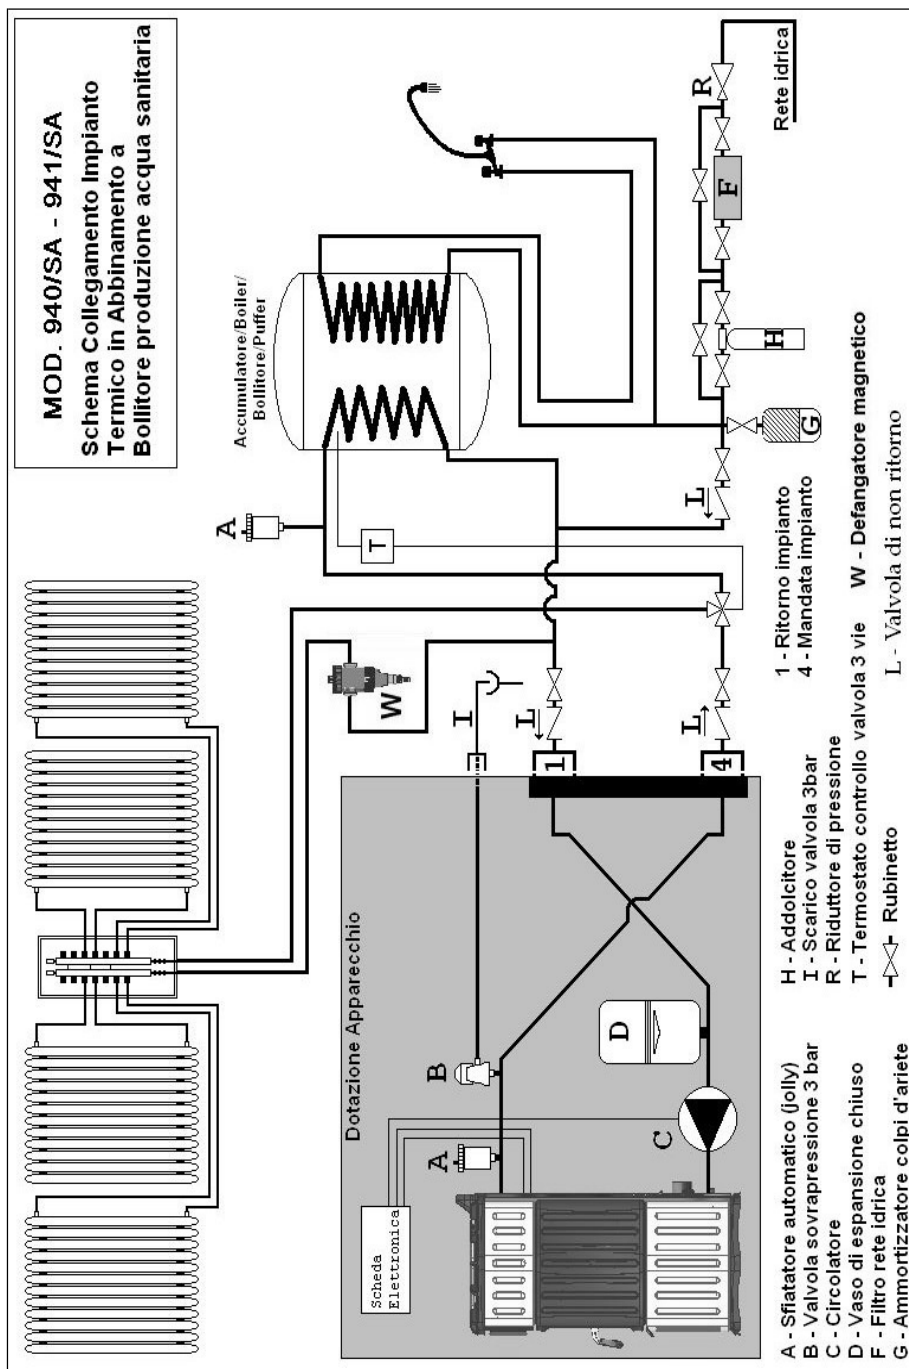 MOD. 940/SA - 941/SA
Schema Collegamento Impianto
Termico in Abbinamento a
Bollitore produzione acqua sanitaria
Accumulatore/Boiler/
Bollitore/Puffer
A
T
W
I
L
L
L
1
4
R
F
H
G
Rete idrica
Dotazione Apparecchio
Scheda
Elettronica
A
B
C
D
1 - Ritorno impianto
4 - Mandata impianto
A - Sfiatatore automatico (jolly)
B - Valvola sovrapressione 3 bar
C - Circolatore
D - Vaso di espansione chiuso
F - Filtro rete idrica
G - Ammortizzatore colpi d'ariete
H - Addolcitore
I - Scarico valvola 3bar
R - Riduttore di pressione
T - Termostato controllo valvola 3 vie
W - Defangatore magnetico
Rubinetto
L - Valvola di non ritorno